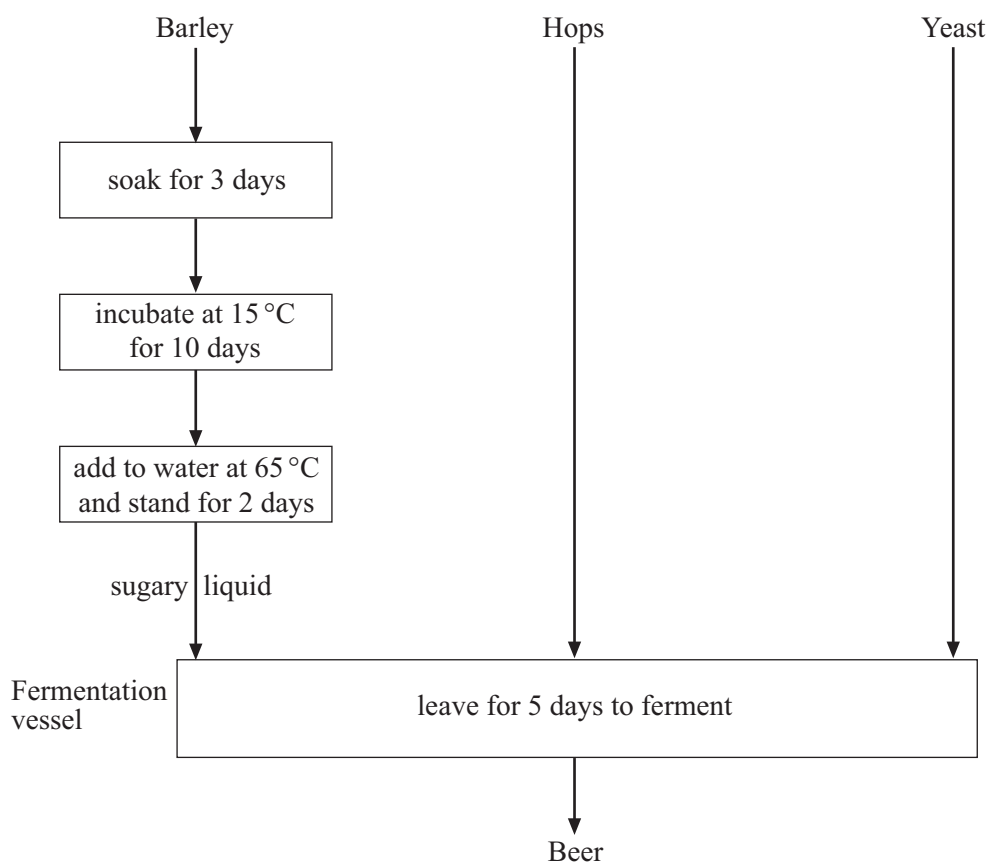 Barley
Hops
Yeast
soak for 3 days
incubate at 15 °C
for 10 days
add to water at 65 °C
and stand for 2 days
sugary liquid
Fermentation
vessel
leave for 5 days to ferment
Beer